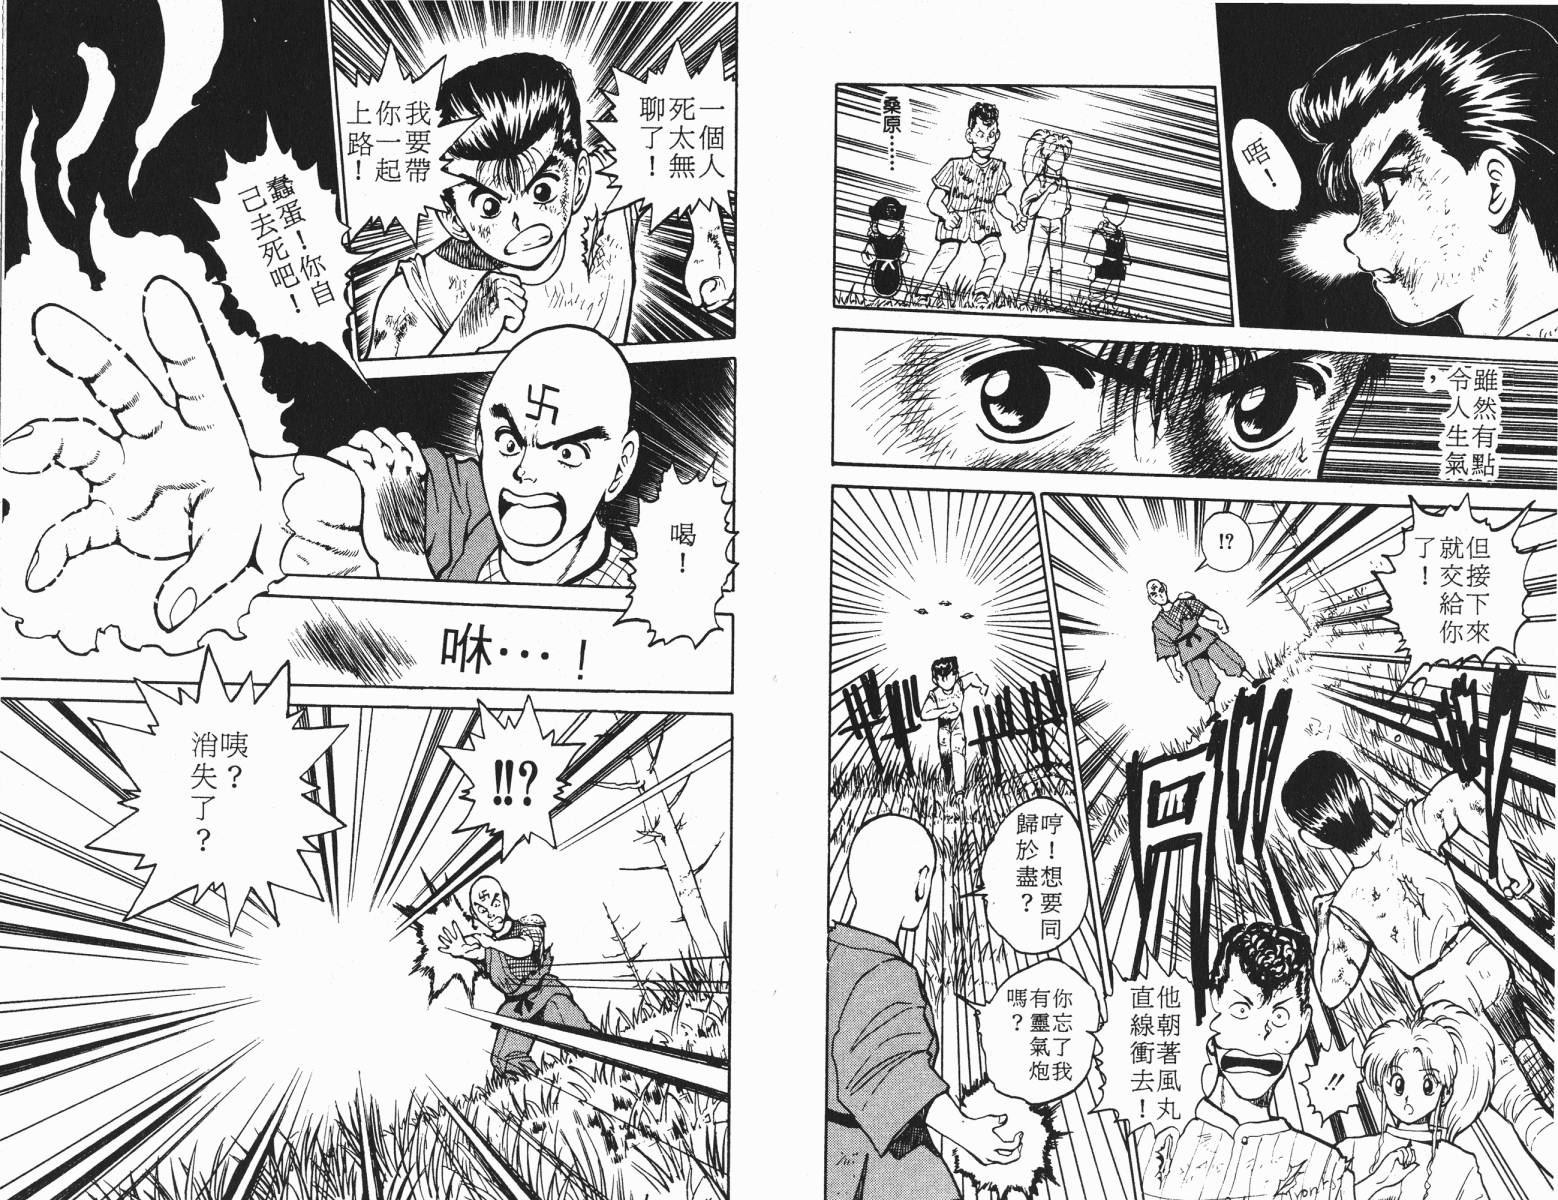 唔！
桑原……
雖然有點
令人生氣
，
但接下來
就交給你
了！
!?
他朝著風丸
直線衝去！
!!
哼！想要同
歸於盡？
你忘了我
有靈氣炮
嗎？
一個人
死太無
聊了！
我要帶
你一起
上路！
蠢蛋！你自
己去死吧！
喝！
咻…！
!!?
咦？
消失了？